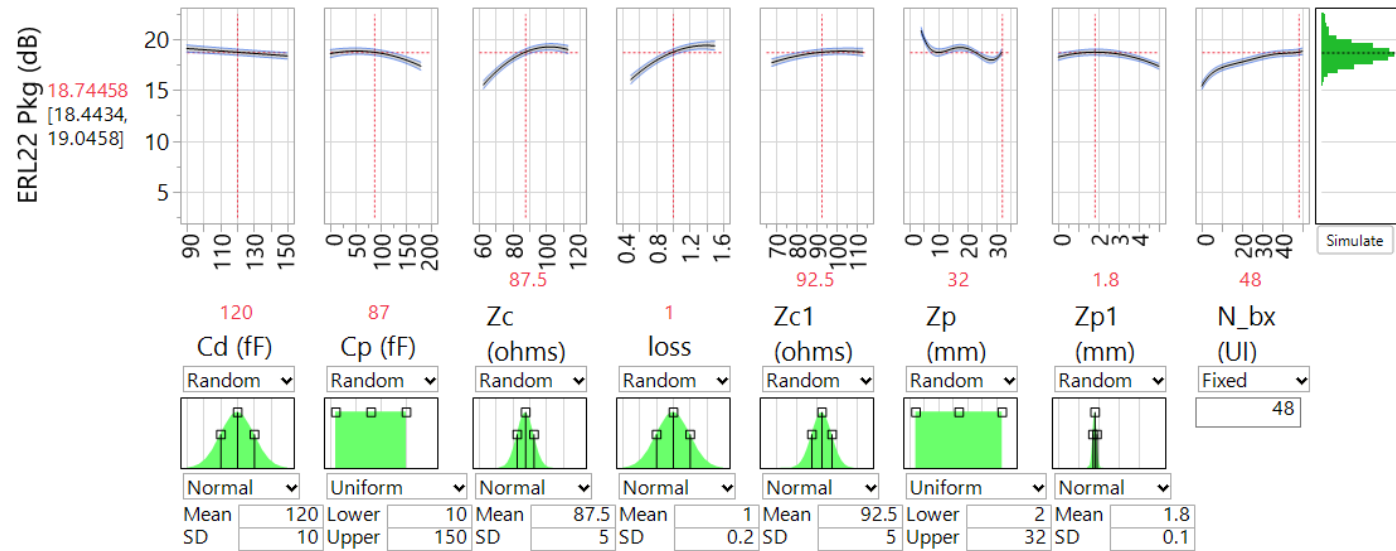 ERL22 Pkg (dB)
18.74458
[18.4434,
19.0458]
20
15
10
5
90 110 130 150
0 50 100 150 200
60 80 100 120
0.4 0.8 1.2 1.6
70 80 90 100 110
0 10 20 30
0 1 2 3 4
0 20 30 40
Simulate
120
87
87.5
1
92.5
32
1.8
48
Cd (fF)
Cp (fF)
Zc
(ohms)
loss
Zc1
(ohms)
Zp
(mm)
Zp1
(mm)
N_bx
(UI)
Random Random Random Random Random Random Random Fixed
48
Normal Uniform Normal Normal Normal Uniform Normal
Mean 120 Lower 10 Mean 87.5 Mean 1 Mean 92.5 Lower 2 Mean 1.8
SD 10 Upper 150 SD 5 SD 0.2 SD 5 Upper 32 SD 0.1